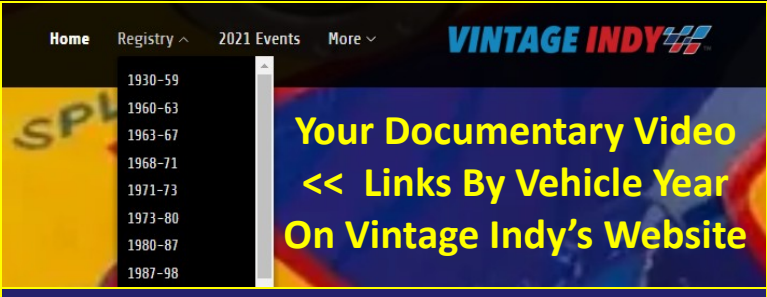 Home Registry 2021 Events More VINTAGE INDY
1930-59
1960-63
1963-67
1968-71
1971-73
1973-80
1980-87
1987-98
SPL
Your Documentary Video
<< Links By Vehicle Year
On Vintage Indy's Website